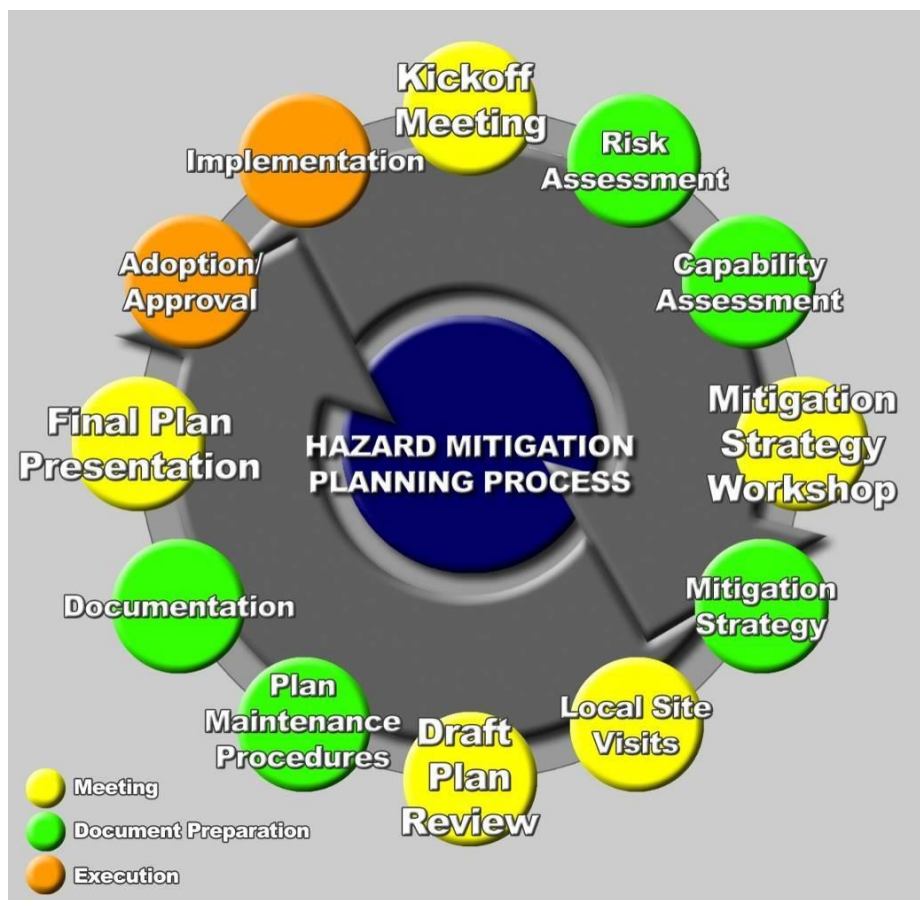 Kickoff
Meeting
Risk
Assessment
Capability
Assessment
Mitigation
Strategy
Workshop
Mitigation
Strategy
Local Site
Visits
Draft
Plan
Review
Plan
Maintenance
Procedures
Documentation
Final Plan
Presentation
Adoption/
Approval
Implementation
HAZARD MITIGATION
PLANNING PROCESS
Meeting
Document Preparation
Execution